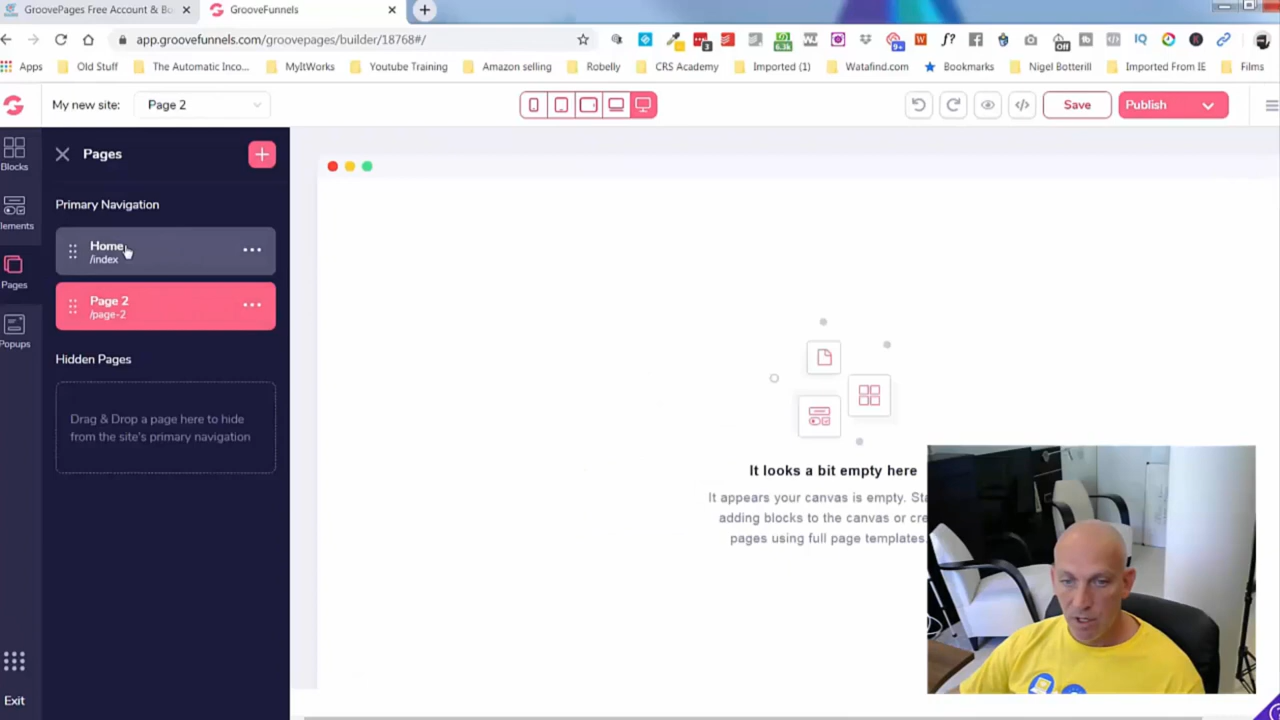 GroovePages Free Account & Bo
GrooveFunnels
app.groovefunnels.com/groovepages/builder/18768#/
Apps
Old Stuff
The Automatic Inco...
MyItWorks
Youtube Training
Amazon selling
Robelly
CRS Academy
Imported (1)
Watafind.com
Bookmarks
Nigel Botterill
Imported From IE
Films
My new site:
Page 2
Save
Publish
Blocks
lements
Pages
Popups
Exit
Pages
Primary Navigation
Home
/index
Page 2
/page-2
Hidden Pages
Drag & Drop a page here to hide
from the site's primary navigation
It looks a bit empty here
It appears your canvas is empty. Sta
adding blocks to the canvas or cre
pages using full page templates.